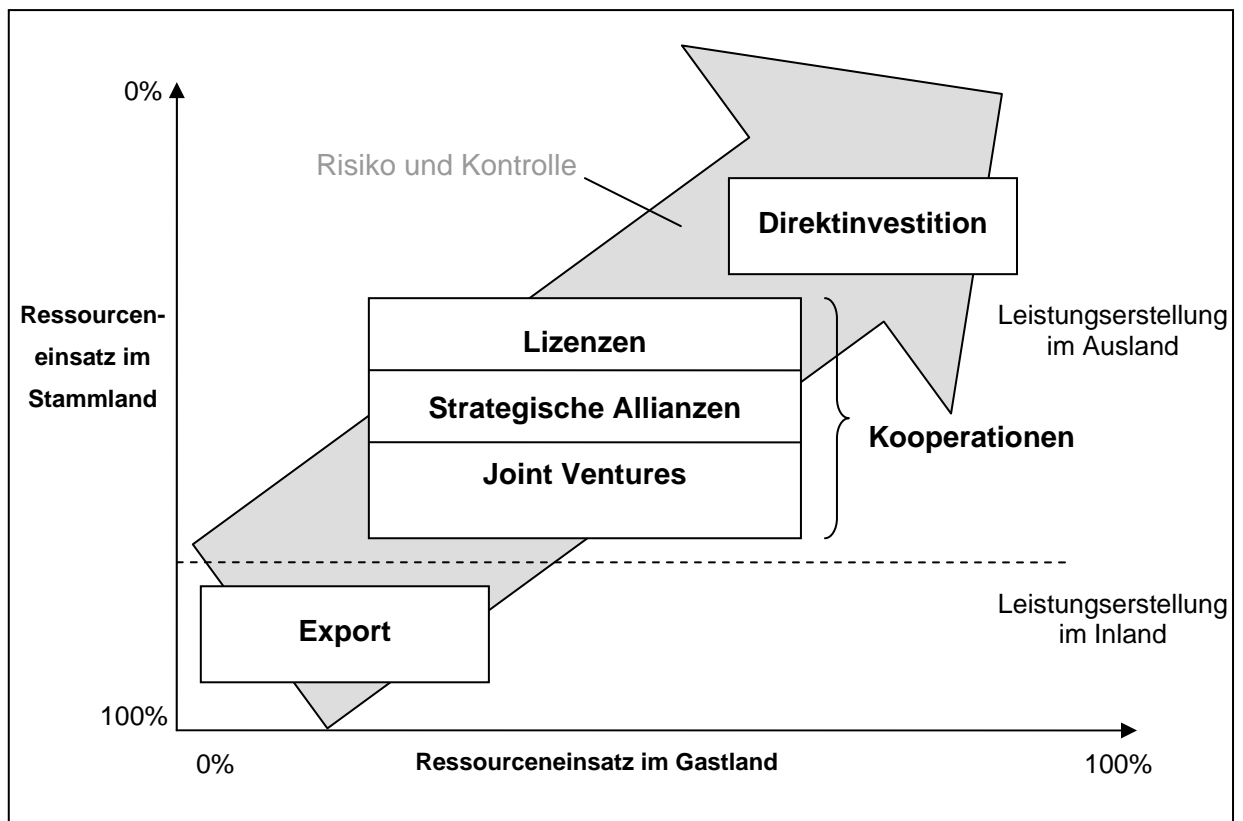 0%
Risiko und Kontrolle
Direktinvestition
Ressourcen-
einsatz im
Stammland
Lizenzen
Strategische Allianzen
Joint Ventures
Kooperationen
Leistungserstellung
im Ausland
Export
Leistungserstellung
im Inland
100%
0%
Ressourceneinsatz im Gastland
100%